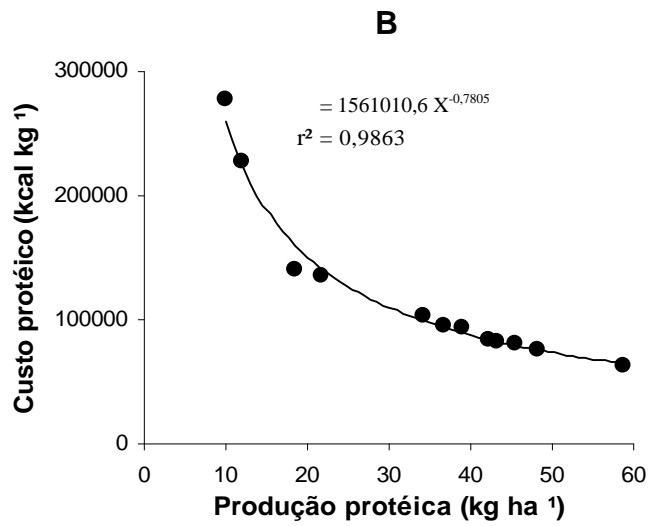 B
300000
= 1561010,6 X-0,7805
r² = 0,9863
200000
100000
0
0 10 20 30 40 50 60
Custo protéico (kcal kg ¹)
Produção protéica (kg ha ¹)